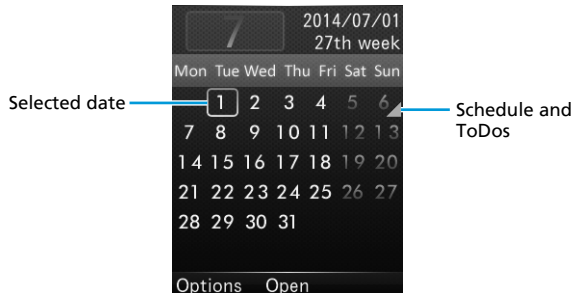 7
2014/07/01
27th week
Mon Tue Wed Thu Fri Sat Sun
Selected date
1 2 3 4 5 6
Schedule and
ToDos
7 8 9 10 11 12 13
14 15 16 17 18 19 20
21 22 23 24 25 26 27
28 29 30 31
Options Open